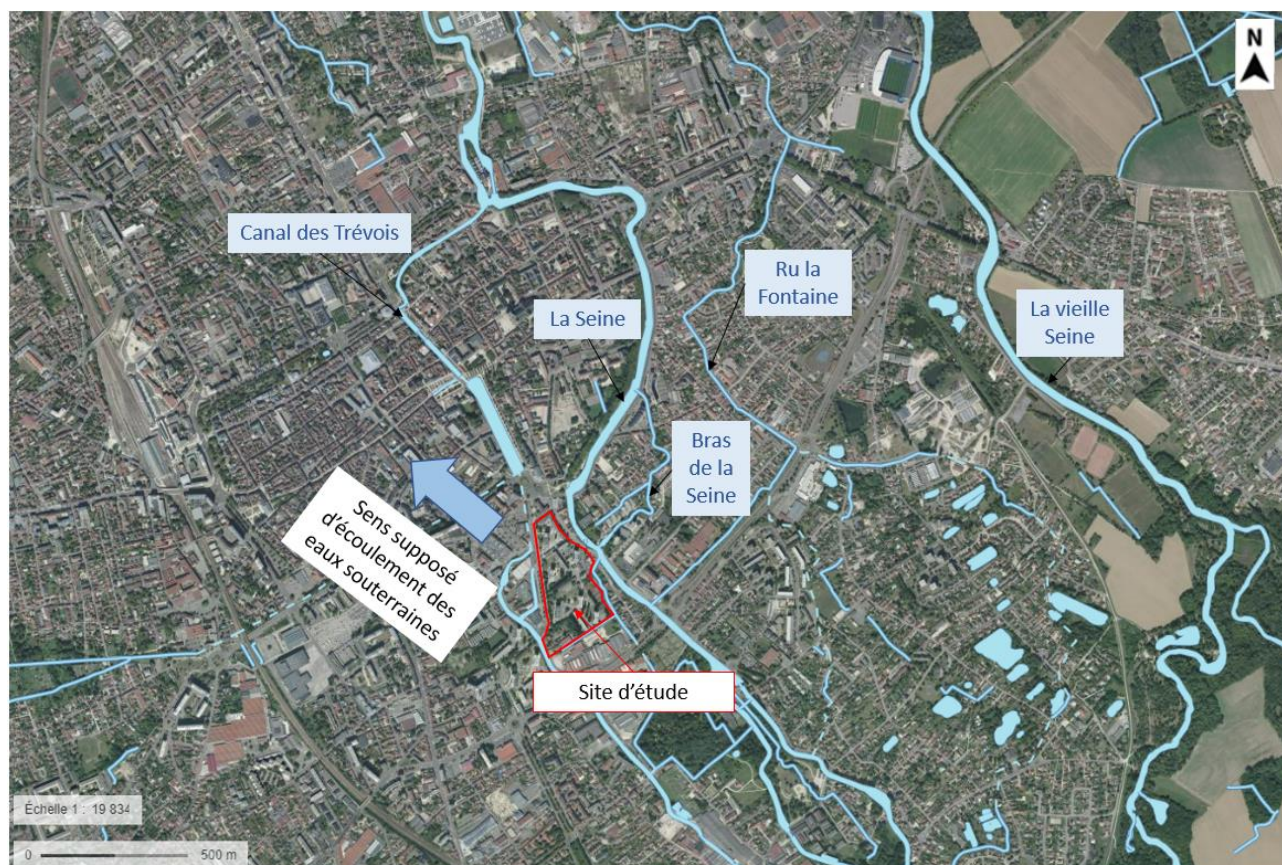 N
Canal des Trévois
La Seine
Ru la
Fontaine
La vieille
Seine
Bras
de la
Seine
Sens supposé
d'écoulement des
eaux souterraines
Site d'étude
Échelle 1 : 19 834
0
500 m